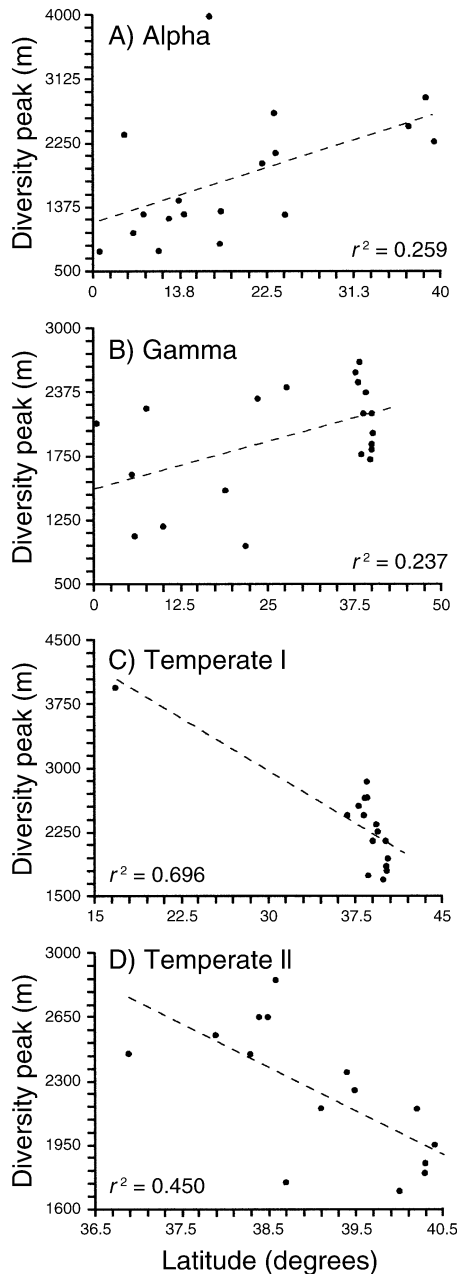 A) Alpha
Diversity peak (m)
4000
3125
2250
1375
500
r² = 0.259
0 13.8 22.5 31.3 40
B) Gamma
Diversity peak (m)
3000
2375
1750
1250
500
r² = 0.237
0 12.5 25 37.5 50
C) Temperate I
Diversity peak (m)
4500
3750
3000
2250
1500
r² = 0.696
15 22.5 30 37.5 45
D) Temperate II
Diversity peak (m)
3000
2650
2300
1950
1600
r² = 0.450
36.5 37.5 38.5 39.5 40.5
Latitude (degrees)